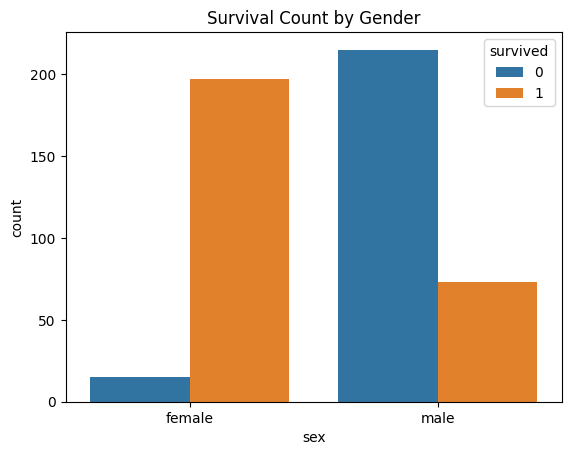 Survival Count by Gender
survived
0
1
200
150
100
50
0
count
female male
sex